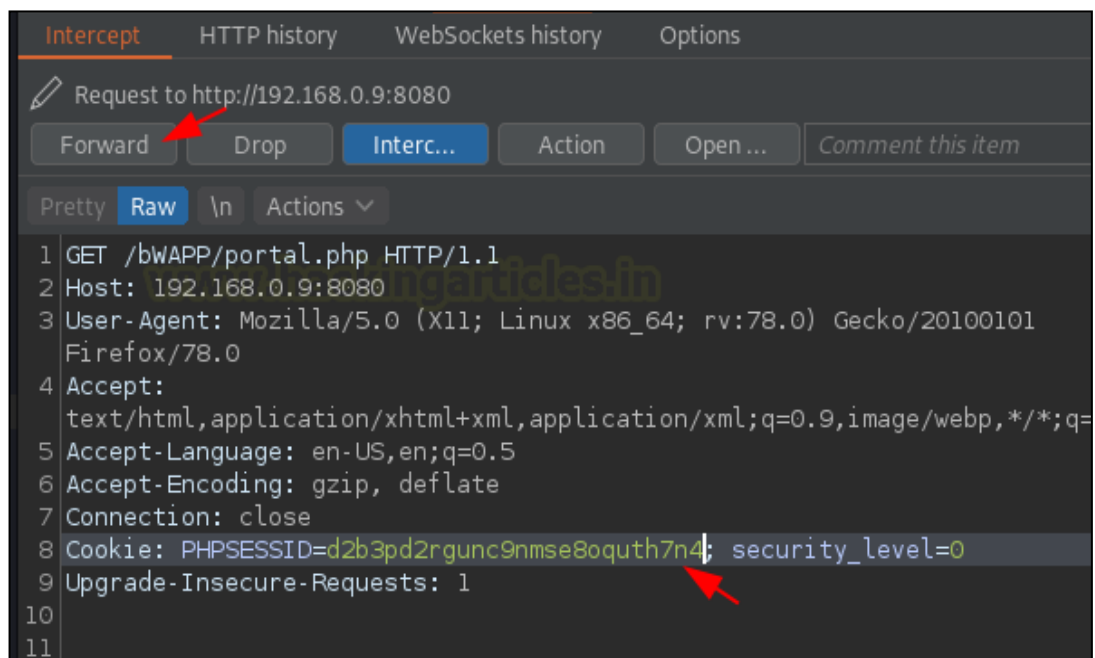 Intercept HTTP history WebSockets history Options
Request to http://192.168.0.9:8080
Forward Drop Interc... Action Open ... Comment this item
Pretty Raw \n Actions
1 GET /bWAPP/portal.php HTTP/1.1
www.hackingarticles.in
2 Host: 192.168.0.9:8080
3 User-Agent: Mozilla/5.0 (X11; Linux x86_64; rv:78.0) Gecko/20100101
Firefox/78.0
4 Accept:
text/html,application/xhtml+xml,application/xml;q=0.9,image/webp,*/*;q=
5 Accept-Language: en-US,en;q=0.5
6 Accept-Encoding: gzip, deflate
7 Connection: close
8 Cookie: PHPSESSID=d2b3pd2rgunc9nmse8oquth7n4; security_level=0
9 Upgrade-Insecure-Requests: 1
10
11